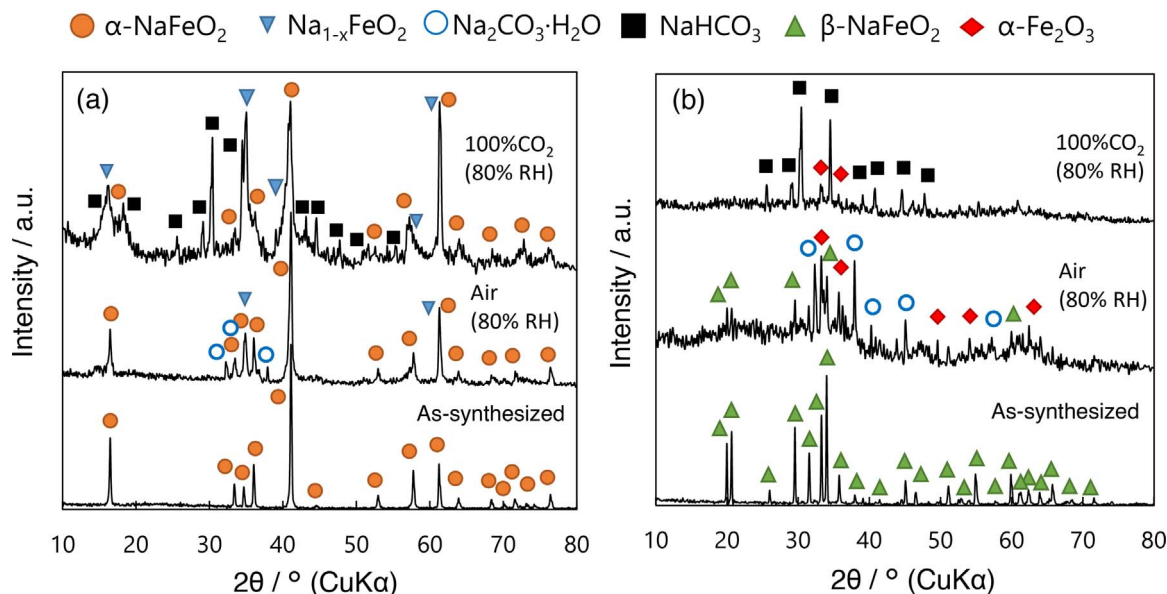 α-NaFeO₂ Na₁₋ₓFeO₂ Na₂CO₃·H₂O NaHCO₃ β-NaFeO₂ α-Fe₂O₃
(a)
100%CO₂
(80% RH)
Air
(80% RH)
As-synthesized
Intensity / a.u.
10 20 30 40 50 60 70 80
2θ / ° (CuKα)
(b)
100%CO₂
(80% RH)
Air
(80% RH)
As-synthesized
Intensity / a.u.
10 20 30 40 50 60 70 80
2θ / ° (CuKα)